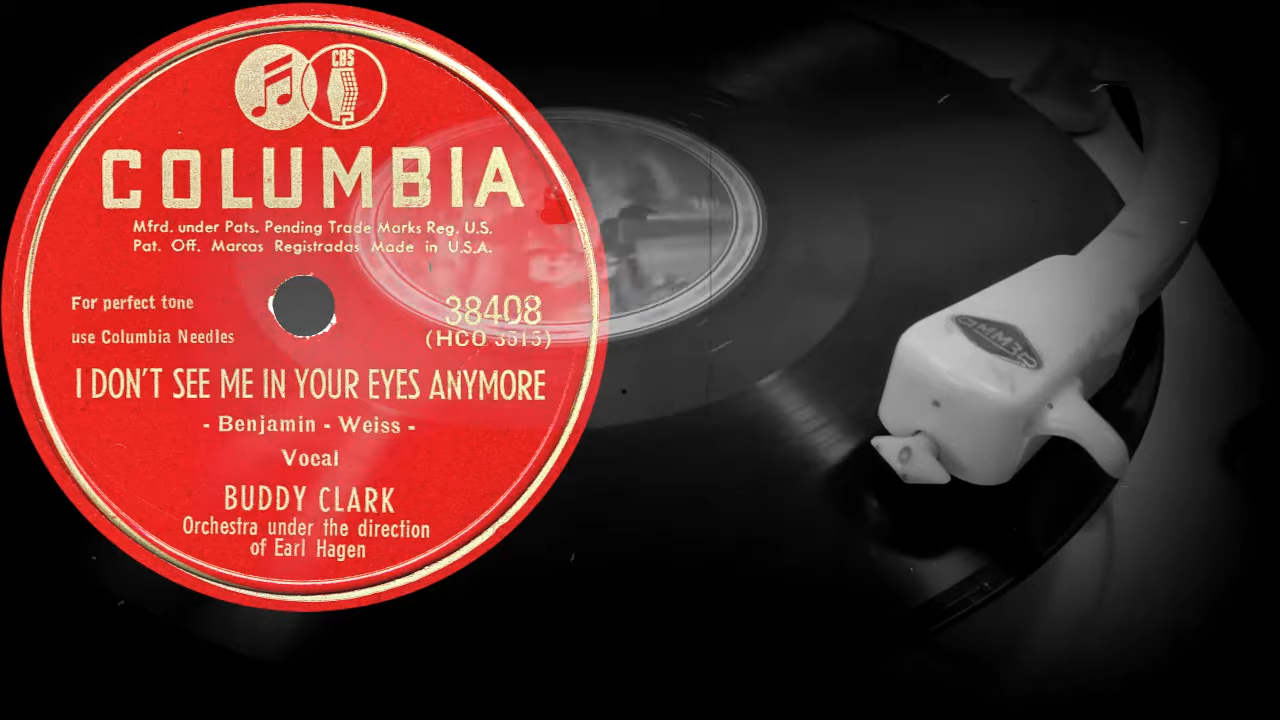 CBS
COLUMBIA
Mfrd. under Pats. Pending Trade Marks Reg. U.S.
Pat. Off. Marcas Registradas Made in U.S.A.
For perfect tone
use Columbia Needles
38408
(HCO 3515)
I DON'T SEE ME IN YOUR EYES ANYMORE
- Benjamin - Weiss -
Vocal
BUDDY CLARK
Orchestra under the direction
of Earl Hagen